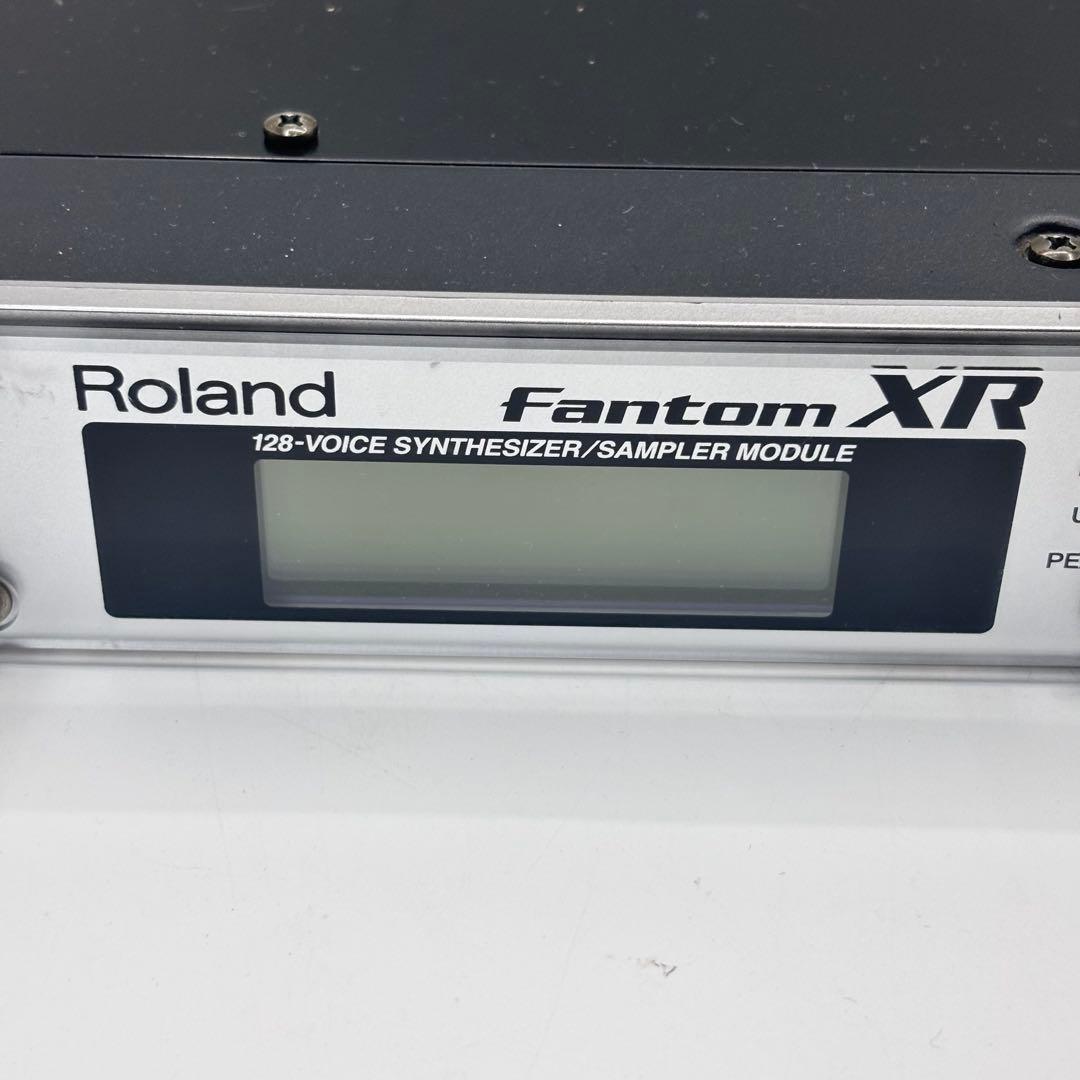 Roland
Fantom XR
128-VOICE SYNTHESIZER/SAMPLER MODULE